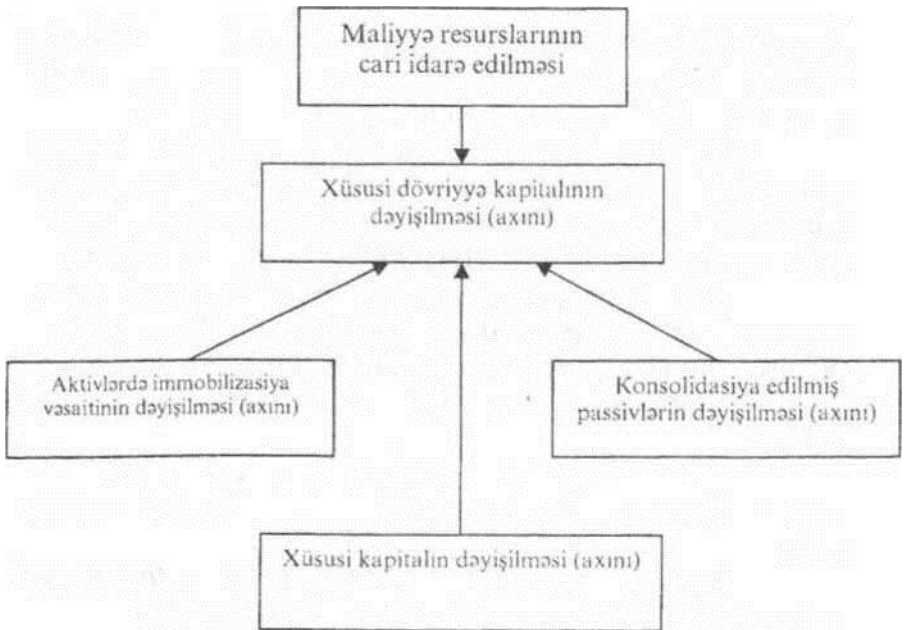 Maliyyə resurslarının
cari idarə edilməsi
Xüsusi dövriyyə kapitalının
dəyişilməsi (axını)
Aktivlərdə immobilizasiya
vəsaitinin dəyişilməsi (axını)
Konsolidasiya edilmiş
passivlərin dəyişilməsi (axını)
Xüsusi kapitalın dəyişilməsi (axını)